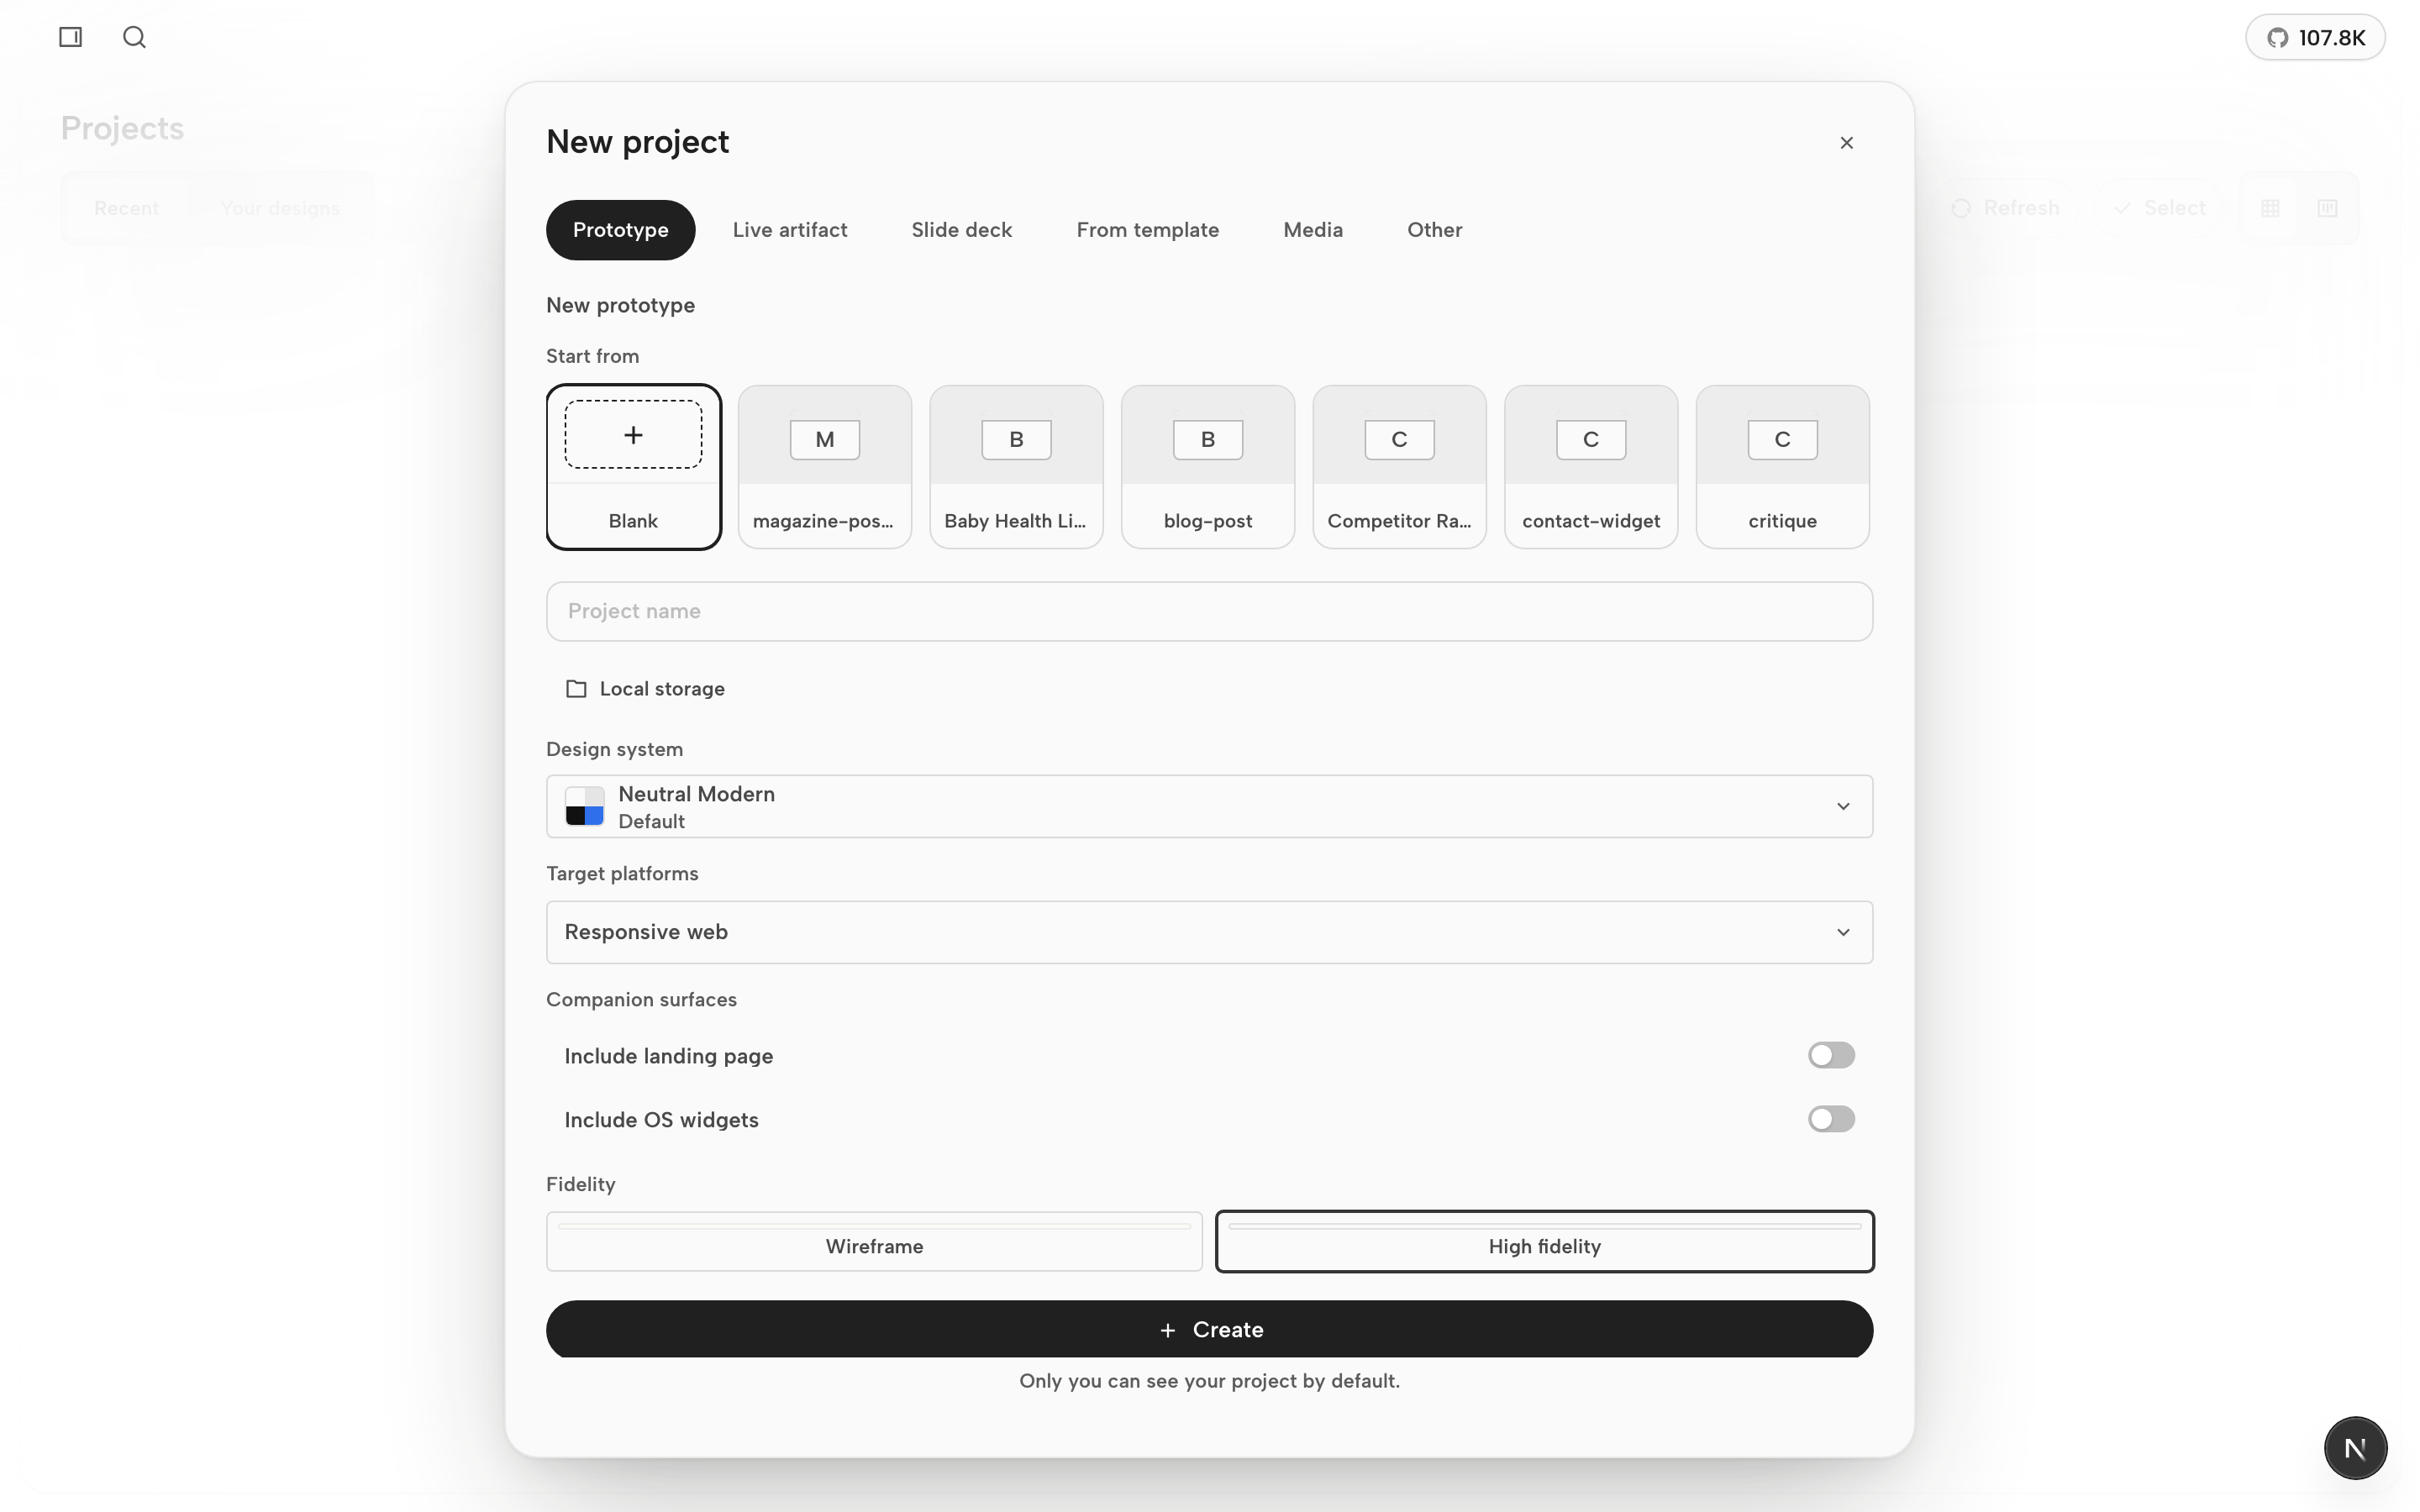 107.8K
Projects
Recent
Your designs
Refresh
Select
New project
Prototype
Live artifact
Slide deck
From template
Media
Other
New prototype
Start from
M
B
B
C
C
C
Blank
magazine-pos...
Baby Health Li...
blog-post
Competitor Ra...
contact-widget
critique
Project name
Local storage
Design system
Neutral Modern
Default
Target platforms
Responsive web
Companion surfaces
Include landing page
Include OS widgets
Fidelity
Wireframe
High fidelity
+ Create
Only you can see your project by default.
N